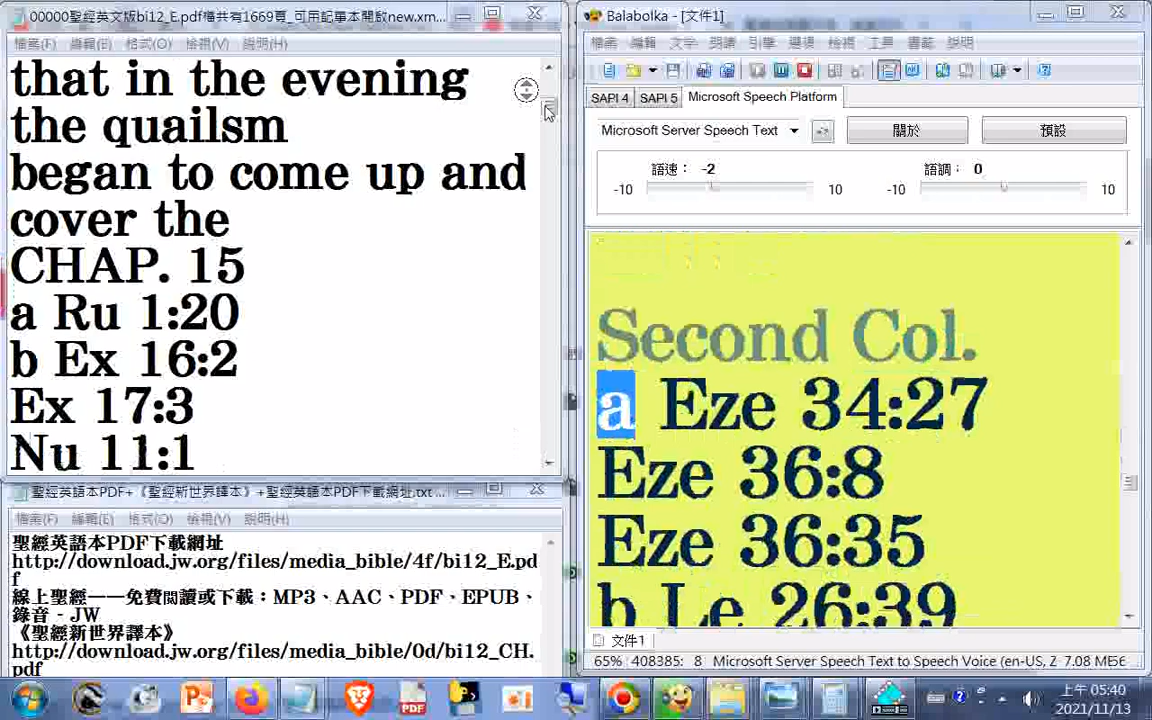 00000聖經英文版bi12_E.pdf檔共有1669頁_可用記事本開啟new.xm...
檔案(F) 編輯(E) 格式(O) 檢視(V) 說明(H)
that in the evening
the quailsm
began to come up and
cover the
CHAP. 15
a Ru 1:20
b Ex 16:2
Ex 17:3
Nu 11:1
聖經英語本PDF+《聖經新世界譯本》+聖經英語本PDF下載網址.txt ...
檔案(F) 編輯(E) 格式(O) 檢視(V) 說明(H)
聖經英語本PDF下載網址
http://download.jw.org/files/media_bible/4f/bi12_E.pd
f
線上聖經——免費閱讀或下載：MP3、AAC、PDF、EPUB、
錄音 - JW
《聖經新世界譯本》
http://download.jw.org/files/media_bible/0d/bi12_CH.
pdf
Balabolka - [文件1]
檔案 編輯 文字 朗讀 引擎 選項 檢視 工具 書籤 說明
SAPI 4 SAPI 5 Microsoft Speech Platform
Microsoft Server Speech Text 關於 預設
語速： -2 語調： 0
-10 10 -10 10
Second Col.
a Eze 34:27
Eze 36:8
Eze 36:35
b Le 26:39
文件1
65% 408385: 8 Microsoft Server Speech Text to Speech Voice (en-US, Z 7.08 ME56
上午 05:40
2021/11/13